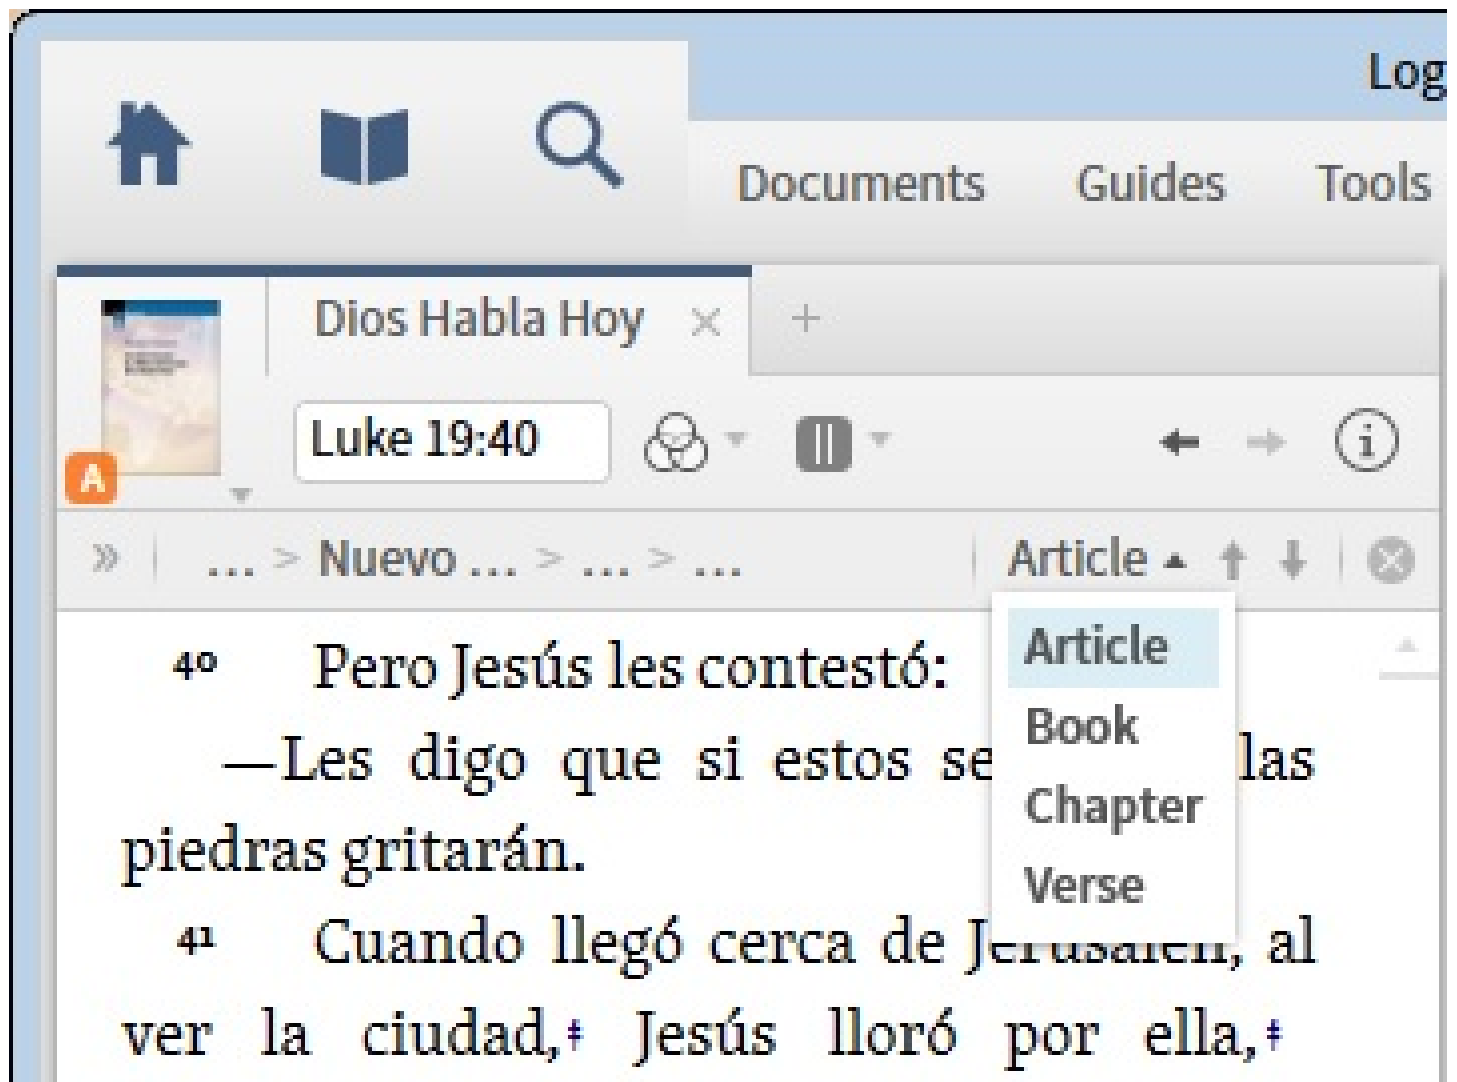 Log
Documents Guides Tools
Dios Habla Hoy × +
A
Luke 19:40
» ... > Nuevo ... > ... > ... Article
Article
Book
Chapter
Verse
40 Pero Jesús les contestó:
—Les digo que si estos se las
piedras gritarán.
41 Cuando llegó cerca de Jerusalén, al
ver la ciudad,‡ Jesús lloró por ella,‡